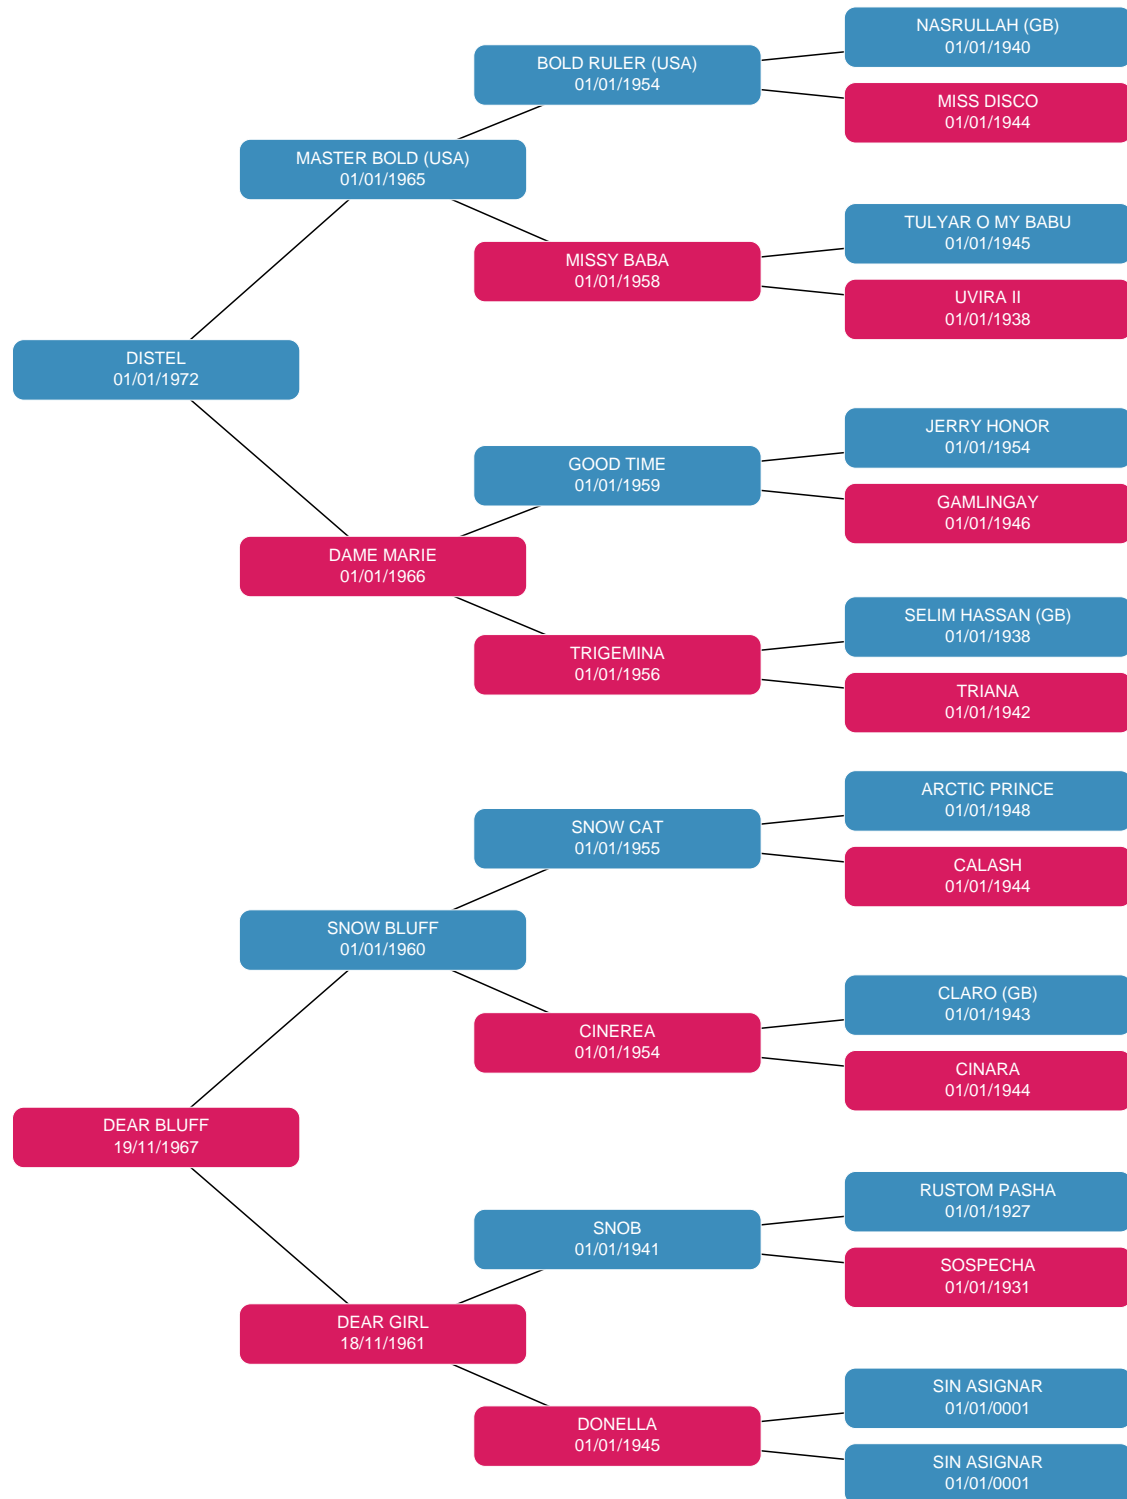 NASRULLAH (GB)
01/01/1940
BOLD RULER (USA)
01/01/1954
MISS DISCO
01/01/1944
MASTER BOLD (USA)
01/01/1965
TULYAR O MY BABU
01/01/1945
MISSY BABA
01/01/1958
UVIRA II
01/01/1938
DISTEL
01/01/1972
JERRY HONOR
01/01/1954
GOOD TIME
01/01/1959
GAMLINGAY
01/01/1946
DAME MARIE
01/01/1966
SELIM HASSAN (GB)
01/01/1938
TRIGEMINA
01/01/1956
TRIANA
01/01/1942
ARCTIC PRINCE
01/01/1948
SNOW CAT
01/01/1955
CALASH
01/01/1944
SNOW BLUFF
01/01/1960
CLARO (GB)
01/01/1943
CINEREA
01/01/1954
CINARA
01/01/1944
DEAR BLUFF
19/11/1967
RUSTOM PASHA
01/01/1927
SNOB
01/01/1941
SOSPECHA
01/01/1931
DEAR GIRL
18/11/1961
SIN ASIGNAR
01/01/0001
DONELLA
01/01/1945
SIN ASIGNAR
01/01/0001